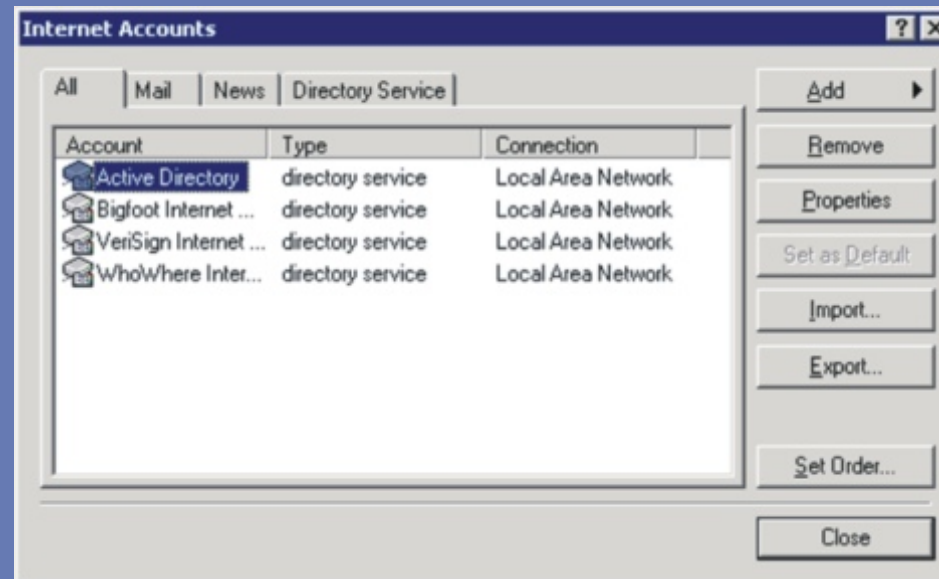 Internet Accounts
All Mail News Directory Service
Account Type Connection
Active Directory directory service Local Area Network
Bigfoot Internet ... directory service Local Area Network
VeriSign Internet ... directory service Local Area Network
WhoWhere Inter... directory service Local Area Network
Add
Remove
Properties
Set as Default
Import...
Export...
Set Order...
Close